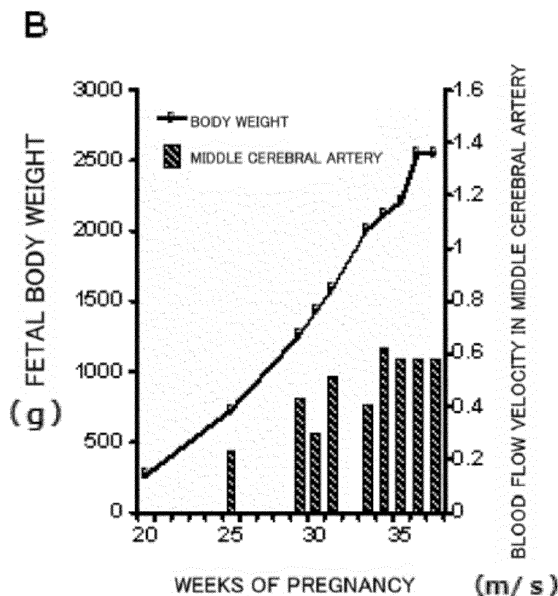 B
FETAL BODY WEIGHT
(g)
3000
2500
2000
1500
1000
500
0
BODY WEIGHT
MIDDLE CEREBRAL ARTERY
1.6
1.4
1.2
1
0.8
0.6
0.4
0.2
0
BLOOD FLOW VELOCITY IN MIDDLE CEREBRAL ARTERY
20
25
30
35
WEEKS OF PREGNANCY
(m/s)